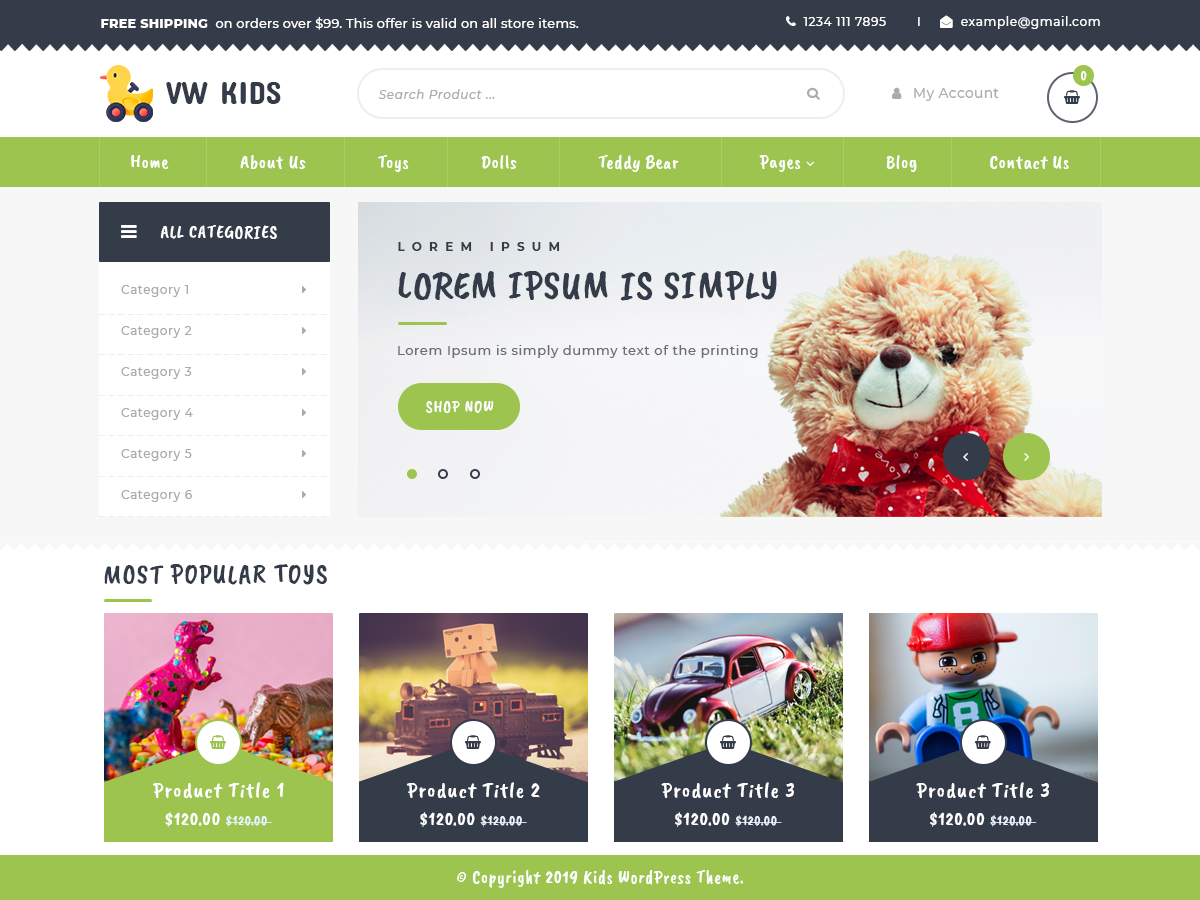 FREE SHIPPING on orders over $99. This offer is valid on all store items.
1234 111 7895 | example@gmail.com
VW KIDS
Search Product ...
My Account
0
Home About Us Toys Dolls Teddy Bear Pages Blog Contact Us
ALL CATEGORIES
Category 1
Category 2
Category 3
Category 4
Category 5
Category 6
LOREM IPSUM
LOREM IPSUM IS SIMPLY
Lorem Ipsum is simply dummy text of the printing
SHOP NOW
MOST POPULAR TOYS
8
Product Title 1
$120.00 $120.00
Product Title 2
$120.00 $120.00
Product Title 3
$120.00 $120.00
Product Title 3
$120.00 $120.00
© Copyright 2019 Kids WordPress Theme.